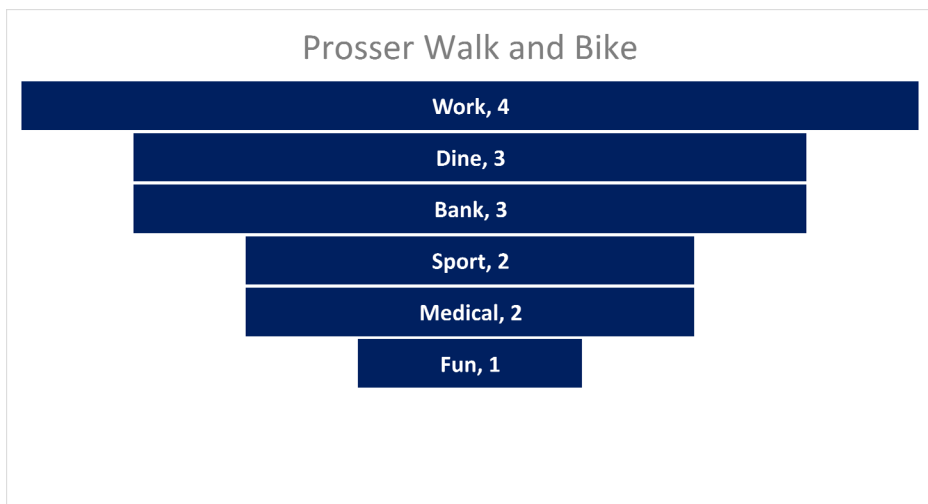 Prosser Walk and Bike
Work, 4
Dine, 3
Bank, 3
Sport, 2
Medical, 2
Fun, 1